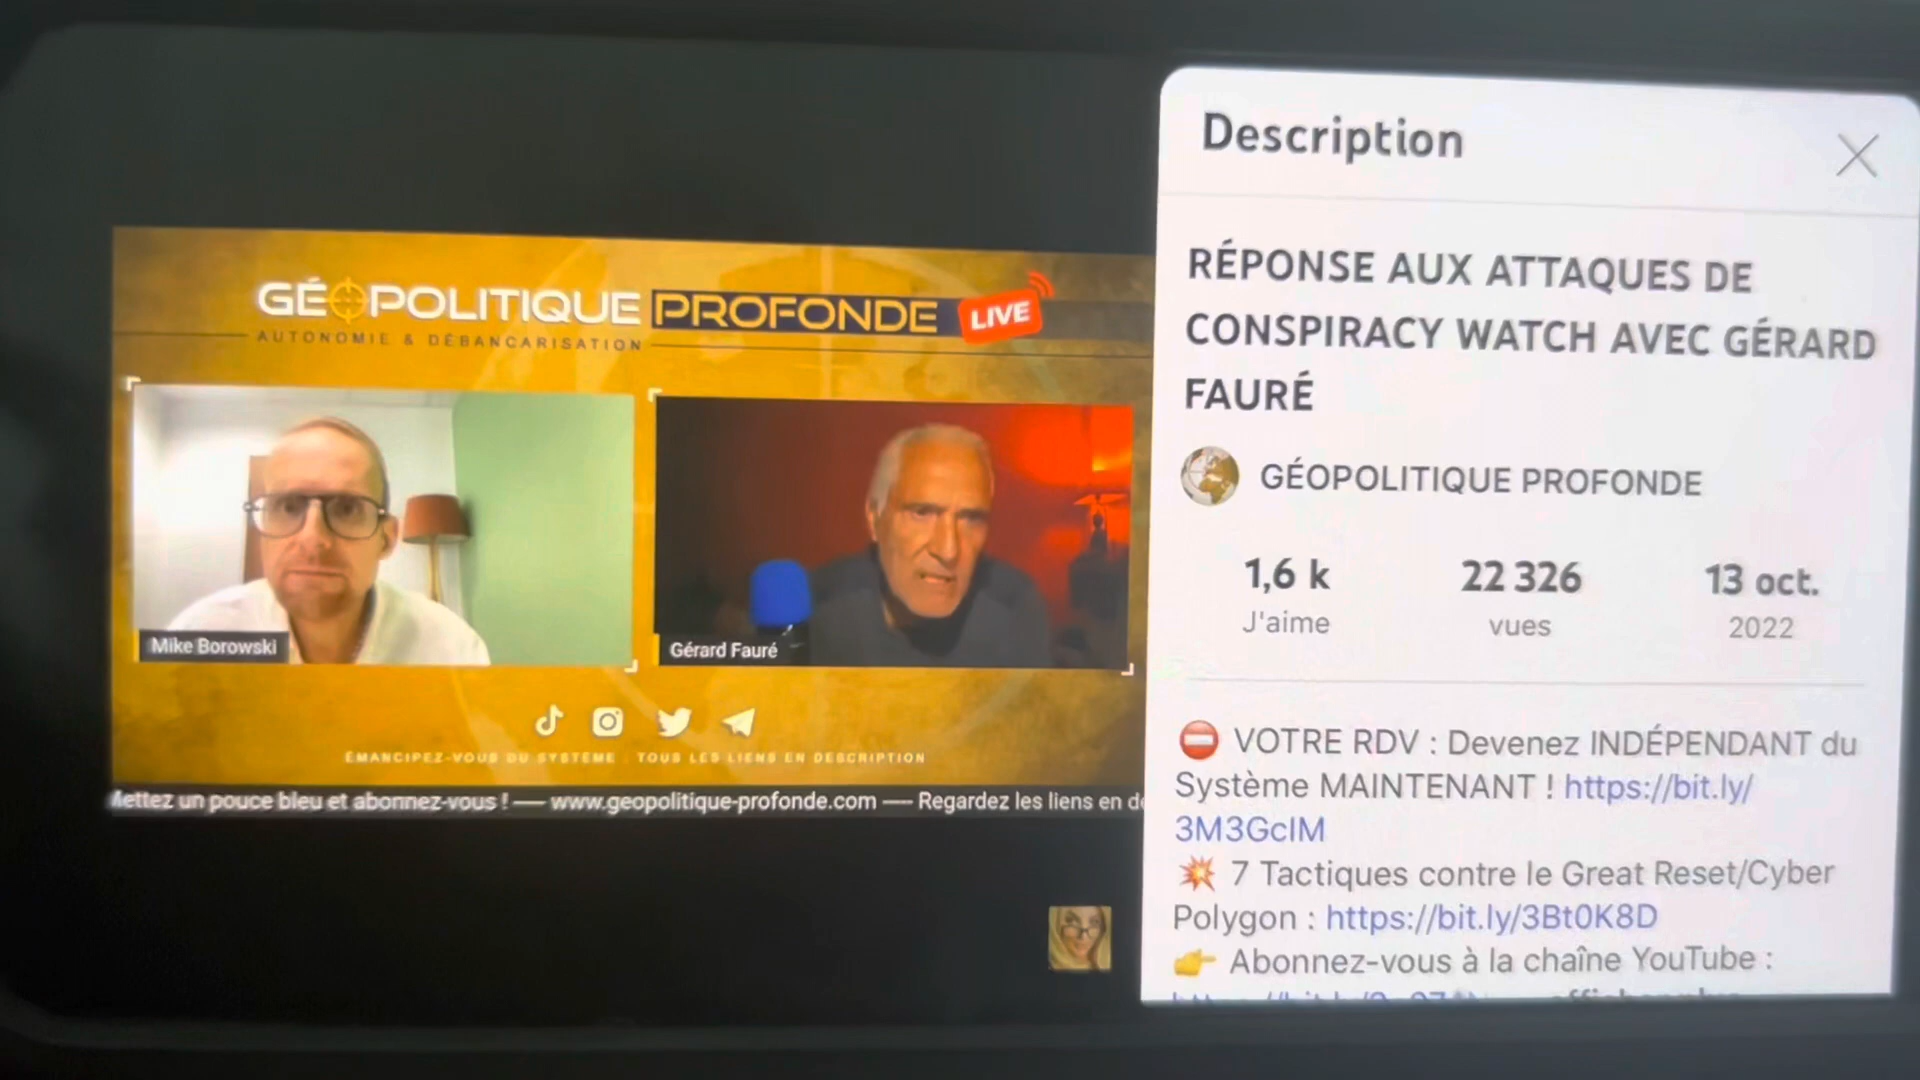 GÉOPOLITIQUE PROFONDE LIVE
AUTONOMIE & DÉBANCARISATION
Mike Borowski
Gérard Fauré
ÉMANCIPEZ-VOUS DU SYSTÈME . TOUS LES LIENS EN DESCRIPTION
Mettez un pouce bleu et abonnez-vous ! — www.geopolitique-profonde.com — Regardez les liens en
Description
RÉPONSE AUX ATTAQUES DE
CONSPIRACY WATCH AVEC GÉRARD
FAURÉ
GÉOPOLITIQUE PROFONDE
1,6 k
J'aime
22 326
vues
13 oct.
2022
⛔ VOTRE RDV : Devenez INDÉPENDANT du
Système MAINTENANT ! https://bit.ly/
3M3GcIM
💥 7 Tactiques contre le Great Reset/Cyber
Polygon : https://bit.ly/3Bt0K8D
👉 Abonnez-vous à la chaîne YouTube :